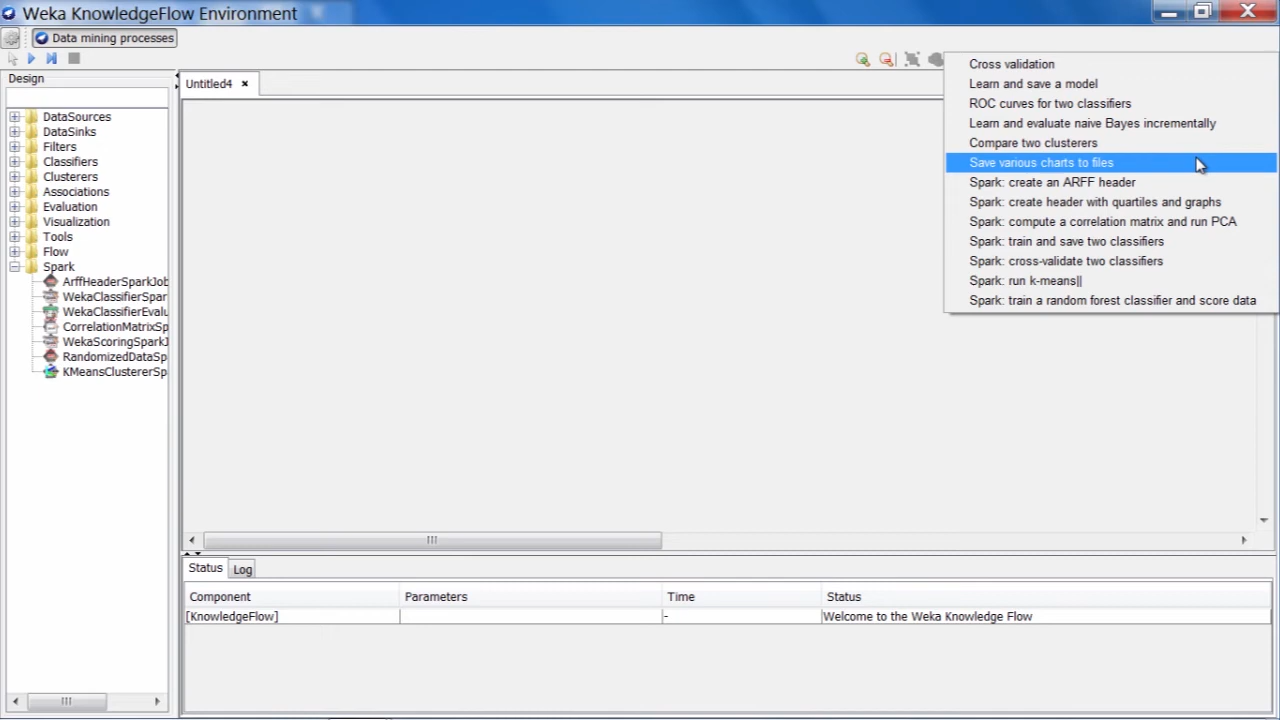 Weka KnowledgeFlow Environment
Data mining processes
Design
Untitled4
DataSources
DataSinks
Filters
Classifiers
Clusterers
Associations
Evaluation
Visualization
Tools
Flow
Spark
ArffHeaderSparkJob
WekaClassifierSpar
WekaClassifierEvalu
CorrelationMatrixSp
WekaScoringSparkJ
RandomizedDataSp
KMeansClustererSp
Cross validation
Learn and save a model
ROC curves for two classifiers
Learn and evaluate naive Bayes incrementally
Compare two clusterers
Save various charts to files
Spark: create an ARFF header
Spark: create header with quartiles and graphs
Spark: compute a correlation matrix and run PCA
Spark: train and save two classifiers
Spark: cross-validate two classifiers
Spark: run k-means||
Spark: train a random forest classifier and score data
Status Log
Component Parameters Time Status
[KnowledgeFlow] - Welcome to the Weka Knowledge Flow